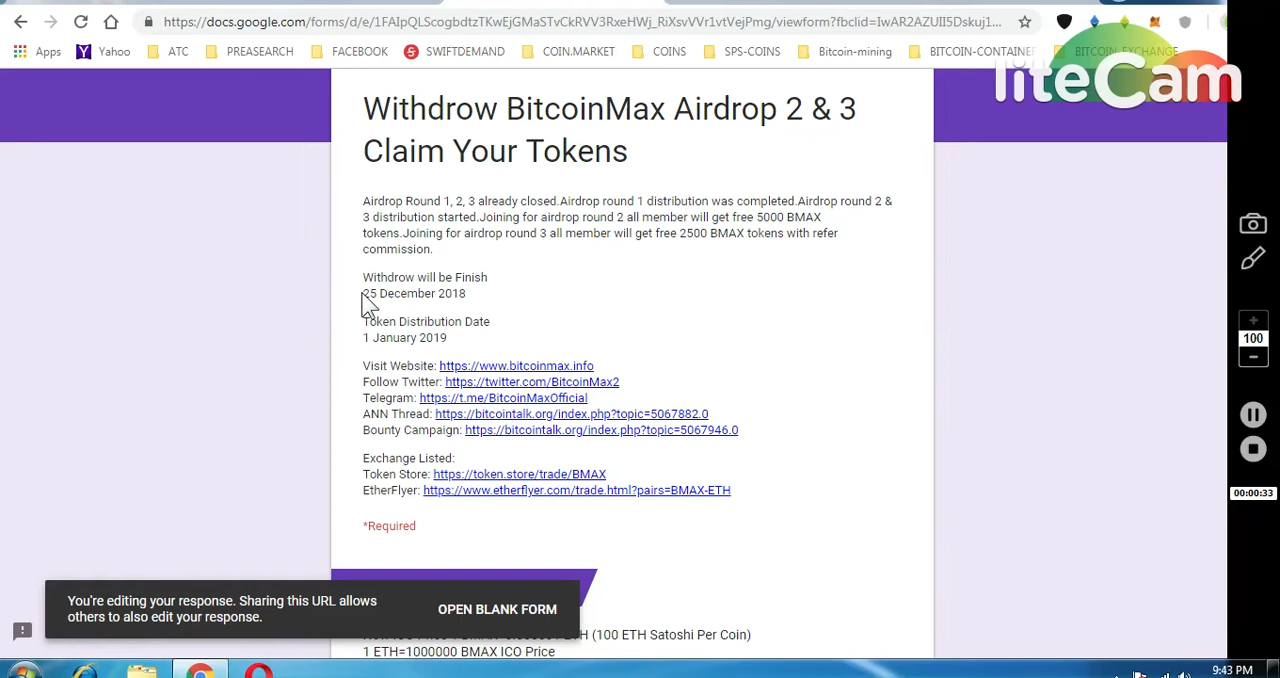 https://docs.google.com/forms/d/e/1FAIpQLScogbdtzTKwEjGMaSTvCkRVV3RxeHWj_RiXsvVVr1vtVejPmg/viewform?fbclid=IwAR2AZUII5Dskuj1...
Apps Yahoo ATC PREASEARCH FACEBOOK SWIFTDEMAND COIN.MARKET COINS SPS-COINS Bitcoin-mining BITCOIN-CONTAINE BITCOIN-EXCHANGE
liteCam
Withdrow BitcoinMax Airdrop 2 & 3
Claim Your Tokens
Airdrop Round 1, 2, 3 already closed.Airdrop round 1 distribution was completed.Airdrop round 2 &
3 distribution started.Joining for airdrop round 2 all member will get free 5000 BMAX
tokens.Joining for airdrop round 3 all member will get free 2500 BMAX tokens with refer
commission.
Withdrow will be Finish
25 December 2018
Token Distribution Date
1 January 2019
Visit Website: https://www.bitcoinmax.info
Follow Twitter: https://twitter.com/BitcoinMax2
Telegram: https://t.me/BitcoinMaxOfficial
ANN Thread: https://bitcointalk.org/index.php?topic=5067882.0
Bounty Campaign: https://bitcointalk.org/index.php?topic=5067946.0
Exchange Listed:
Token Store: https://token.store/trade/BMAX
EtherFlyer: https://www.etherflyer.com/trade.html?pairs=BMAX-ETH
*Required
You're editing your response. Sharing this URL allows
others to also edit your response.
OPEN BLANK FORM
(100 ETH Satoshi Per Coin)
1 ETH=1000000 BMAX ICO Price
100
00:00:33
9:43 PM